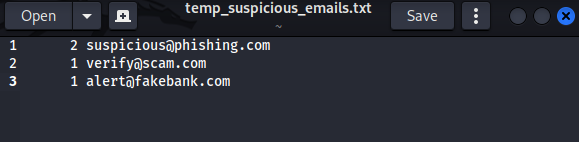 Open
temp_suspicious_emails.txt
~
Save
1 2 suspicious@phishing.com
2 1 verify@scam.com
3 1 alert@fakebank.com